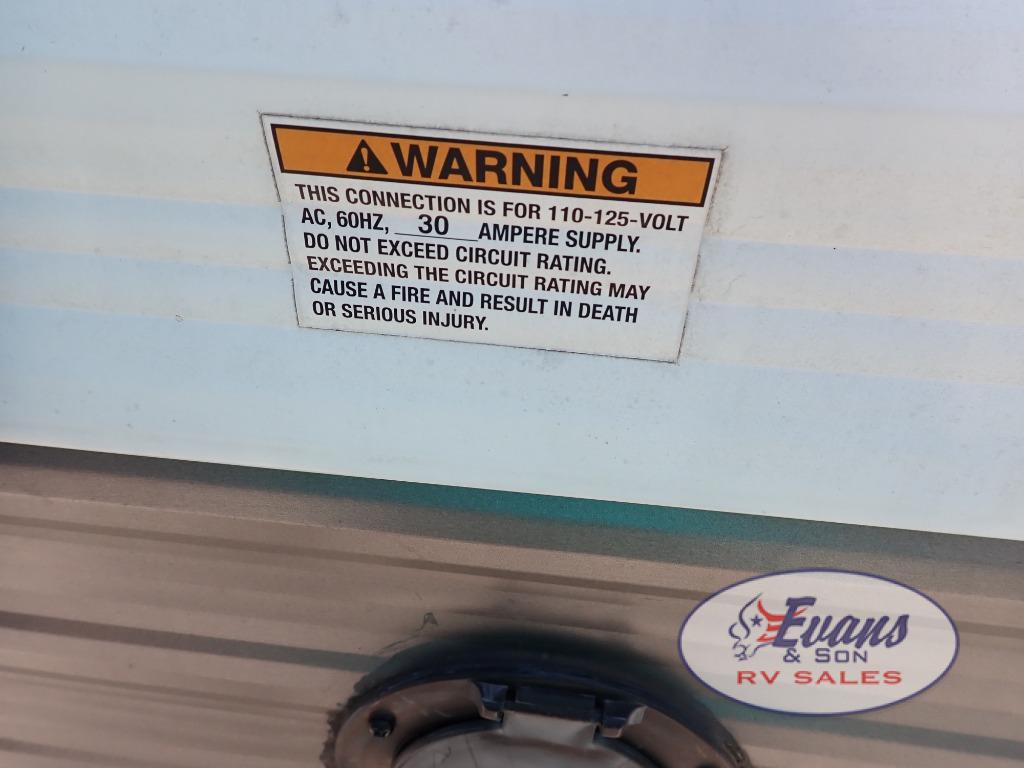 WARNING
THIS CONNECTION IS FOR 110-125-VOLT
AC, 60HZ, 30 AMPERE SUPPLY.
DO NOT EXCEED CIRCUIT RATING.
EXCEEDING THE CIRCUIT RATING MAY
CAUSE A FIRE AND RESULT IN DEATH
OR SERIOUS INJURY.
Evans
& SON
RV SALES